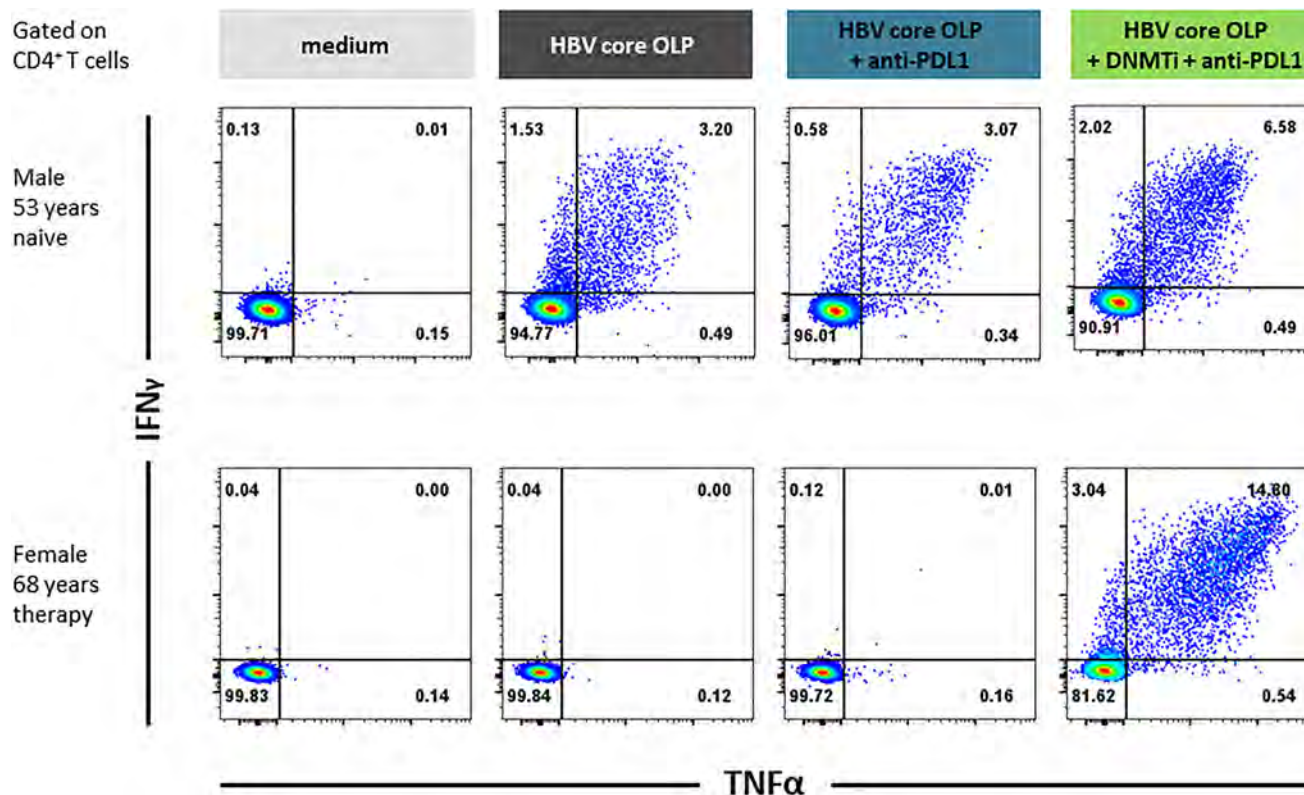 Gated on
CD4⁺ T cells
medium
HBV core OLP
HBV core OLP
+ anti-PDL1
HBV core OLP
+ DNMTi + anti-PDL1
Male
53 years
naive
0.13 0.01
99.71 0.15
1.53 3.20
94.77 0.49
0.58 3.07
96.01 0.34
2.02 6.58
90.91 0.49
IFNγ
Female
68 years
therapy
0.04 0.00
99.83 0.14
0.04 0.00
99.84 0.12
0.12 0.01
99.72 0.16
3.04 14.80
81.62 0.54
TNFα